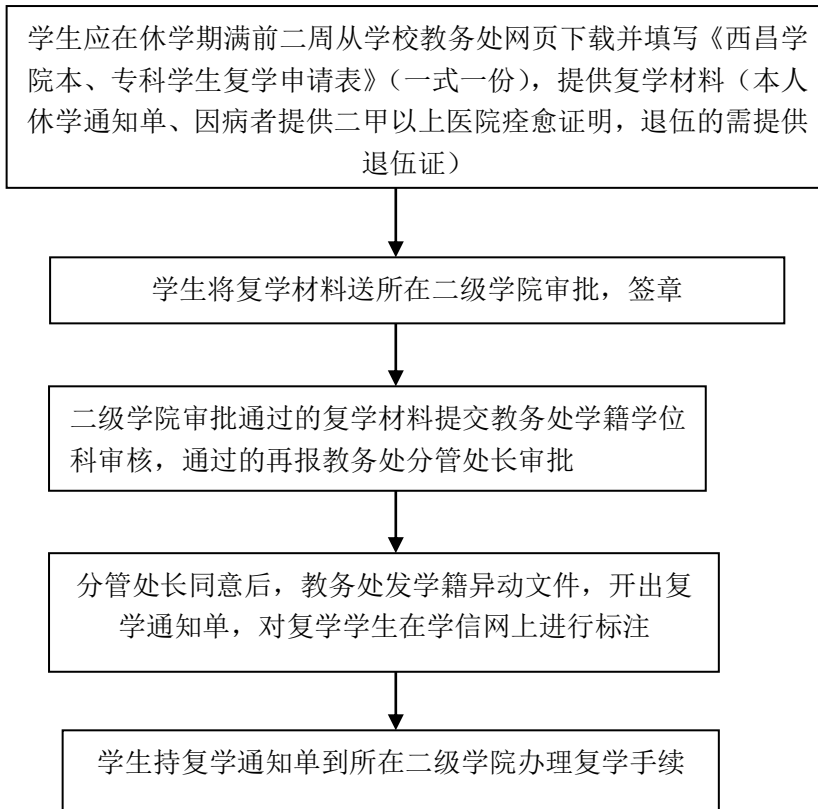 学生应在休学期满前二周从学校教务处网页下载并填写《西昌学
院本、专科学生复学申请表》（一式一份），提供复学材料（本人
休学通知单、因病者提供二甲以上医院痊愈证明，退伍的需提供
退伍证）
学生将复学材料送所在二级学院审批，签章
二级学院审批通过的复学材料提交教务处学籍学位
科审核，通过的再报教务处分管处长审批
分管处长同意后，教务处发学籍异动文件，开出复
学通知单，对复学学生在学信网上进行标注
学生持复学通知单到所在二级学院办理复学手续